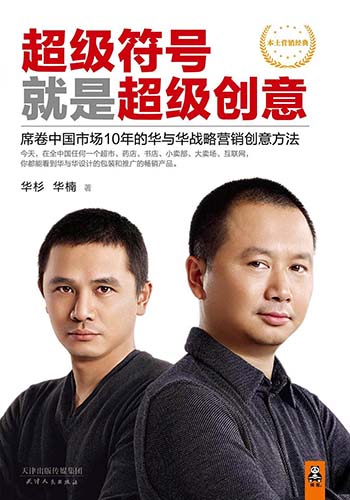 本土营销经典
超级符号
就是超级创意
席卷中国市场10年的华与华战略营销创意方法
今天，在全中国任何一个超市、药店、书店、小卖部、大卖场、互联网，
你都能看到华与华设计的包装和推广的畅销产品。
华杉 华楠 著
天津出版传媒集团
天津人民出版社